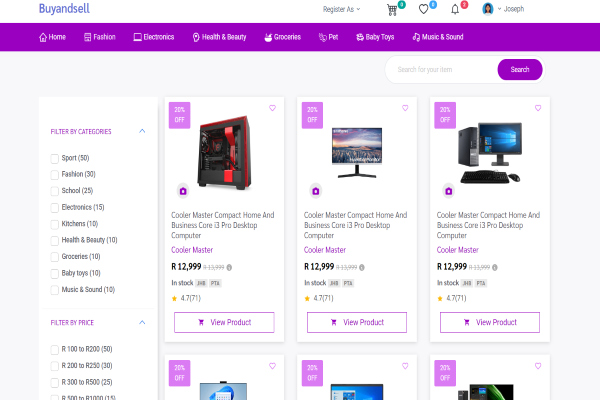 Buyandsell
Register As
0
0
2
Joseph
Home
Fashion
Electronics
Health & Beauty
Groceries
Pet
Baby Toys
Music & Sound
Search for your item
Search
FILTER BY CATEGORIES
Sport (50)
Fashion (30)
School (25)
Electronics (15)
Kitchens (10)
Health & Beauty (10)
Groceries (10)
Baby toys (10)
Music & Sound (10)
FILTER BY PRICE
R 100 to R200 (50)
R 200 to R250 (30)
R 300 to R500 (25)
R 500 to R1000 (15)
20%
OFF
Cooler Master Compact Home And
Business Core i3 Pro Desktop
Computer
Cooler Master
R 12,999 R 13,999
In stock JHB PTA
4.7(71)
View Product
20%
OFF
Cooler Master Compact Home And
Business Core i3 Pro Desktop
Computer
Cooler Master
R 12,999 R 13,999
In stock JHB PTA
4.7(71)
View Product
20%
OFF
Cooler Master Compact Home And
Business Core i3 Pro Desktop
Computer
Cooler Master
R 12,999 R 13,999
In stock JHB PTA
4.7(71)
View Product
20%
OFF
20%
OFF
20%
OFF